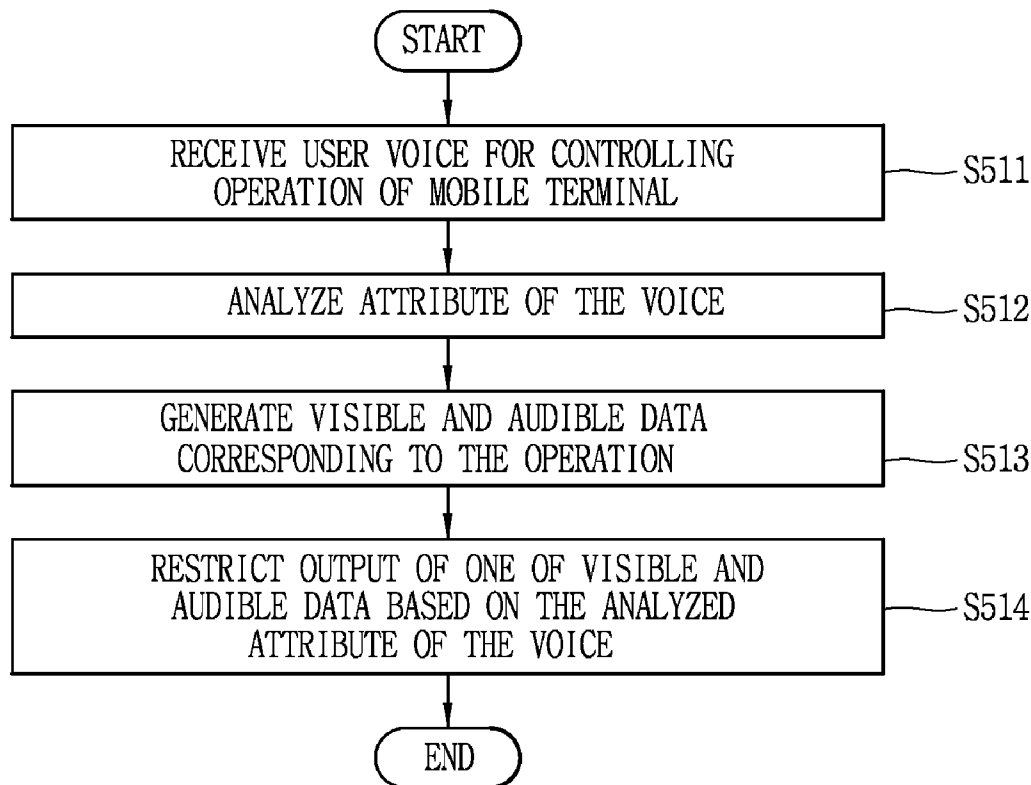 START
RECEIVE USER VOICE FOR CONTROLLING
OPERATION OF MOBILE TERMINAL
S511
ANALYZE ATTRIBUTE OF THE VOICE
S512
GENERATE VISIBLE AND AUDIBLE DATA
CORRESPONDING TO THE OPERATION
S513
RESTRICT OUTPUT OF ONE OF VISIBLE AND
AUDIBLE DATA BASED ON THE ANALYZED
ATTRIBUTE OF THE VOICE
S514
END